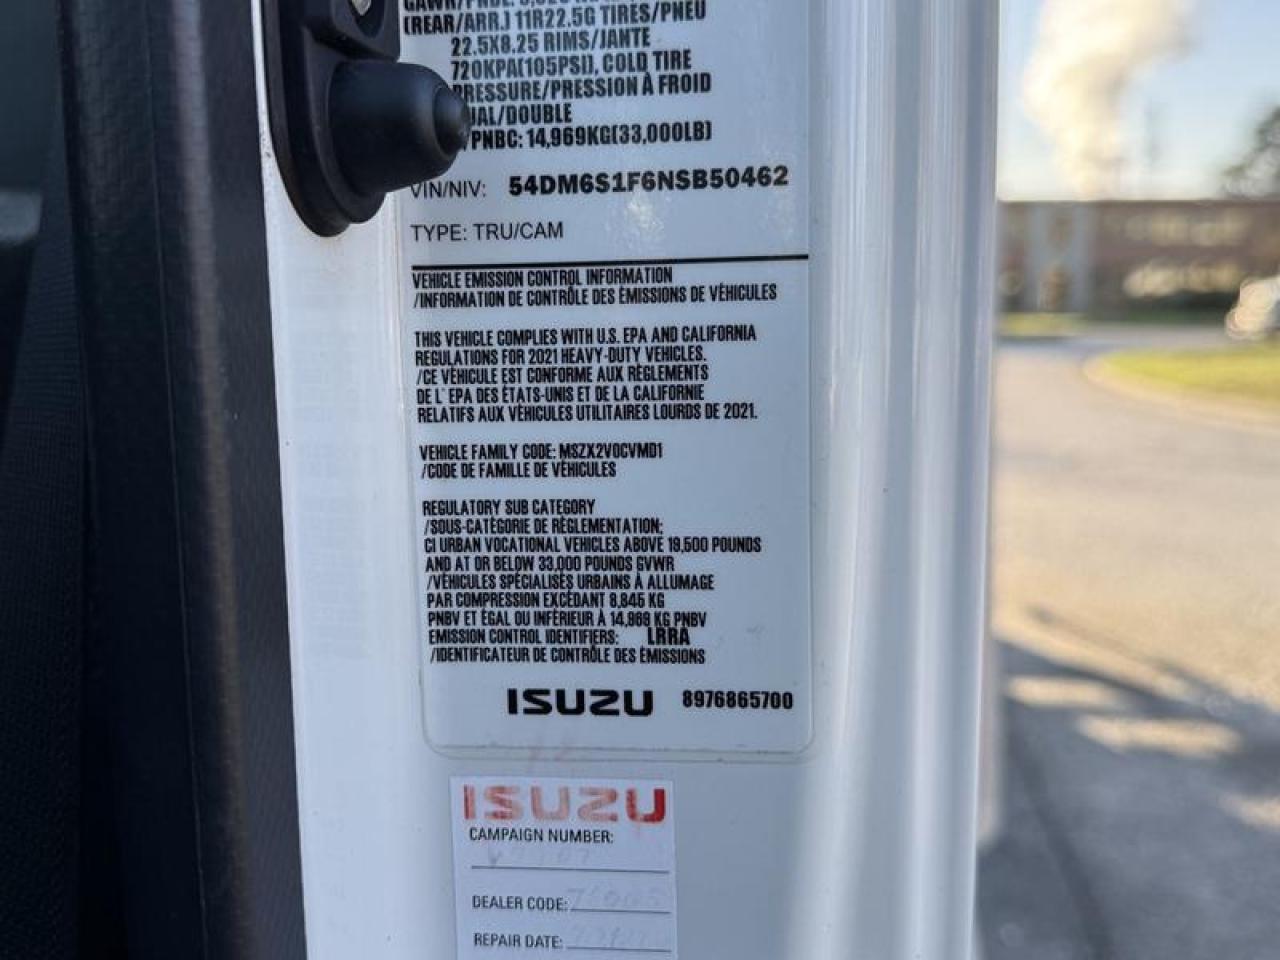 (REAR/ARR.) 11R22.5G TIRES/PNEU
22.5X8.25 RIMS/JANTE
720KPA(105PSI), COLD TIRE
PRESSURE/PRESSION À FROID
UAL/DOUBLE
/PNBC: 14,969KG(33,000LB)
VIN/NIV: 54DM6S1F6NSB50462
TYPE: TRU/CAM
VEHICLE EMISSION CONTROL INFORMATION
/INFORMATION DE CONTRÔLE DES ÉMISSIONS DE VÉHICULES
THIS VEHICLE COMPLIES WITH U.S. EPA AND CALIFORNIA
REGULATIONS FOR 2021 HEAVY-DUTY VEHICLES.
/CE VÉHICULE EST CONFORME AUX RÈGLEMENTS
DE L'EPA DES ÉTATS-UNIS ET DE LA CALIFORNIE
RELATIFS AUX VÉHICULES UTILITAIRES LOURDS DE 2021.
VEHICLE FAMILY CODE: MSZX2VOCVMD1
/CODE DE FAMILLE DE VÉHICULES
REGULATORY SUB CATEGORY
/SOUS-CATÉGORIE DE RÈGLEMENTATION;
CI URBAN VOCATIONAL VEHICLES ABOVE 19,500 POUNDS
AND AT OR BELOW 33,000 POUNDS GVWR
/VÉHICULES SPÉCIALISÉS URBAINS À ALLUMAGE
PAR COMPRESSION EXCÉDANT 8,845 KG
PNBV ET ÉGAL OU INFÉRIEUR À 14,969 KG PNBV
EMISSION CONTROL IDENTIFIERS: LRRA
/IDENTIFICATEUR DE CONTRÔLE DES ÉMISSIONS
ISUZU 8976865700
ISUZU
CAMPAIGN NUMBER:
DEALER CODE:
REPAIR DATE: